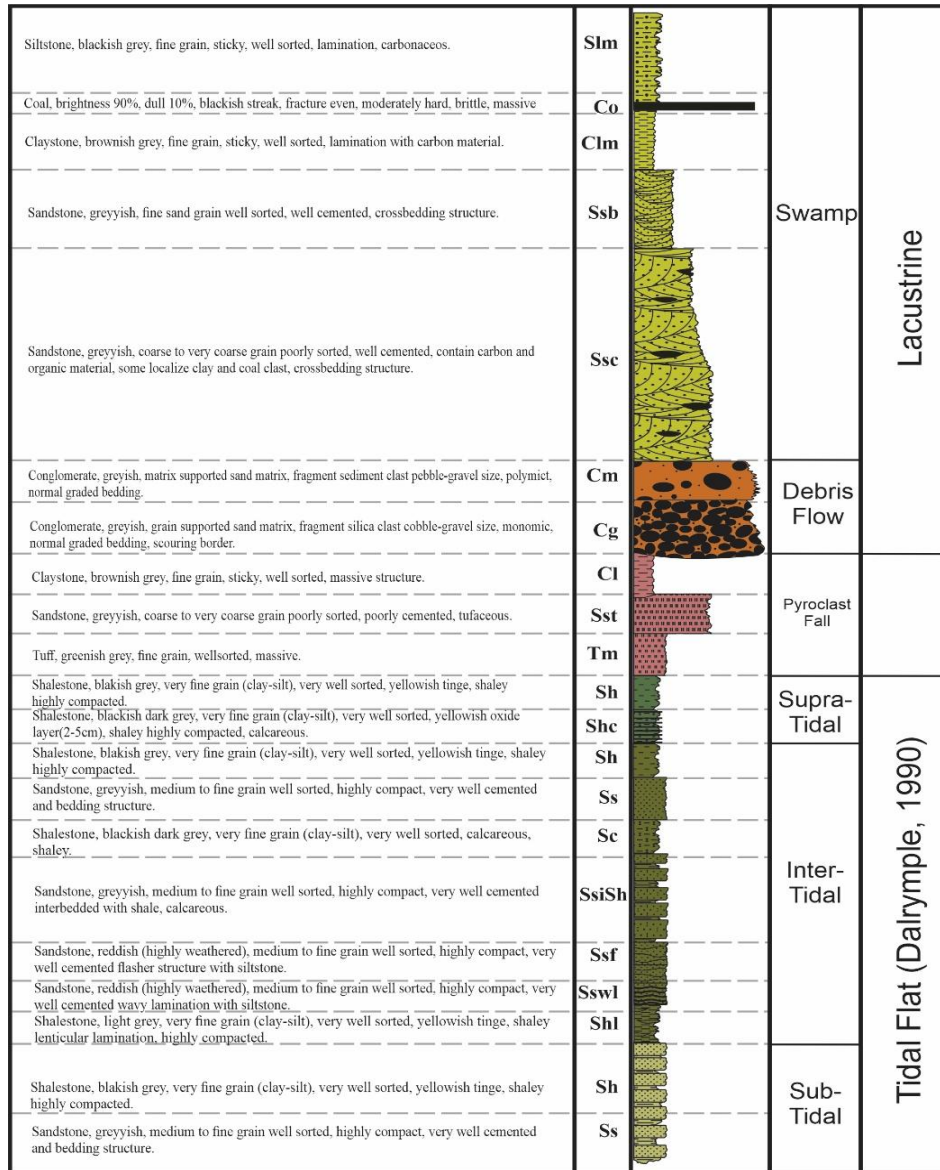 Siltstone, blackish grey, fine grain, sticky, well sorted, lamination, carbonaceos.
Slm
Coal, brightness 90%, dull 10%, blackish streak, fracture even, moderately hard, brittle, massive
Co
Claystone, brownish grey, fine grain, sticky, well sorted, lamination with carbon material.
Clm
Sandstone, greyyish, fine sand grain well sorted, well cemented, crossbedding structure.
Ssb
Swamp
Sandstone, greyyish, coarse to very coarse grain poorly sorted, well cemented, contain carbon and
organic material, some localize clay and coal clast, crossbedding structure.
Ssc
Lacustrine
Conglomerate, greyish, matrix supported sand matrix, fragment sediment clast pebble-gravel size, polymict,
normal graded bedding.
Cm
Debris
Flow
Conglomerate, greyish, grain supported sand matrix, fragment silica clast cobble-gravel size, monomic,
normal graded bedding, scouring border.
Cg
Claystone, brownish grey, fine grain, sticky, well sorted, massive structure.
Cl
Sandstone, greyyish, coarse to very coarse grain poorly sorted, poorly cemented, tufaceous.
Sst
Pyroclast
Fall
Tuff, greenish grey, fine grain, wellsorted, massive.
Tm
Shalestone, blakish grey, very fine grain (clay-silt), very well sorted, yellowish tinge, shaley
highly compacted.
Sh
Supra-
Tidal
Shalestone, blackish dark grey, very fine grain (clay-silt), very well sorted, yellowish oxide
layer(2-5cm), shaley highly compacted, calcareous.
Shc
Shalestone, blakish grey, very fine grain (clay-silt), very well sorted, yellowish tinge, shaley
highly compacted.
Sh
Sandstone, greyyish, medium to fine grain well sorted, highly compact, very well cemented
and bedding structure.
Ss
Shalestone, blackish dark grey, very fine grain (clay-silt), very well sorted, calcareous,
shaley.
Sc
Inter-
Tidal
Sandstone, greyyish, medium to fine grain well sorted, highly compact, very well cemented
interbedded with shale, calcareous.
SsiSh
Sandstone, reddish (highly weathered), medium to fine grain well sorted, highly compact, very
well cemented flasher structure with siltstone.
Ssf
Sandstone, reddish (highly waethered), medium to fine grain well sorted, highly compact, very
well cemented wavy lamination with siltstone.
Sswl
Shalestone, light grey, very fine grain (clay-silt), very well sorted, yellowish tinge, shaley
lenticular lamination, highly compacted.
Shl
Tidal Flat (Dalrymple, 1990)
Shalestone, blakish grey, very fine grain (clay-silt), very well sorted, yellowish tinge, shaley
highly compacted.
Sh
Sub-
Tidal
Sandstone, greyyish, medium to fine grain well sorted, highly compact, very well cemented
and bedding structure.
Ss